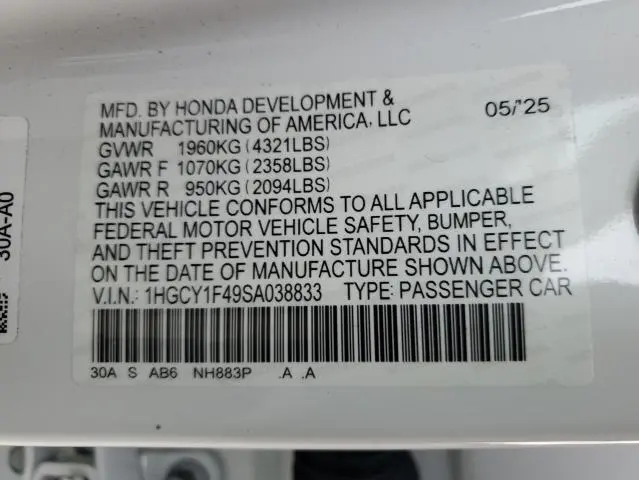 MFD. BY HONDA DEVELOPMENT &
MANUFACTURING OF AMERICA, LLC
05/'25
GVWR 1960KG (4321LBS)
GAWR F 1070KG (2358LBS)
GAWR R 950KG (2094LBS)
THIS VEHICLE CONFORMS TO ALL APPLICABLE
FEDERAL MOTOR VEHICLE SAFETY, BUMPER,
AND THEFT PREVENTION STANDARDS IN EFFECT
ON THE DATE OF MANUFACTURE SHOWN ABOVE.
V.I.N.: 1HGCY1F49SA038833 TYPE: PASSENGER CAR
30A S AB6 NH883P .A .A
30A-A0